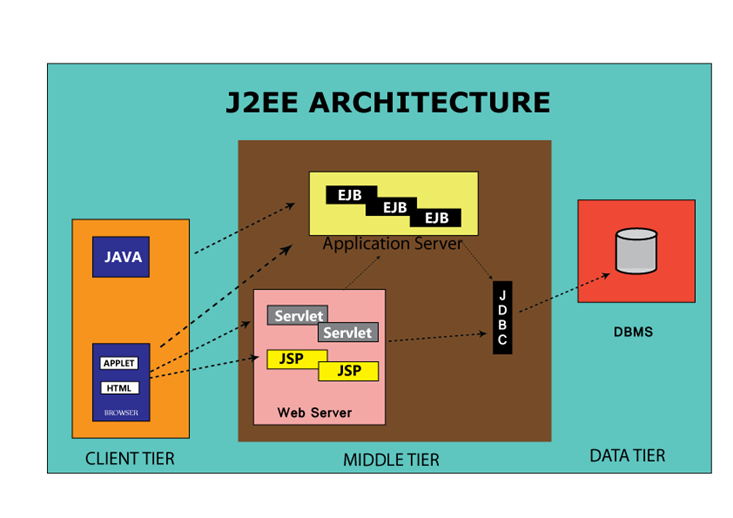 J2EE ARCHITECTURE
JAVA
APPLET
HTML
BROWSER
CLIENT TIER
EJB
EJB
EJB
Application Server
Servlet
Servlet
JSP
JSP
Web Server
J
D
B
C
MIDDLE TIER
DBMS
DATA TIER